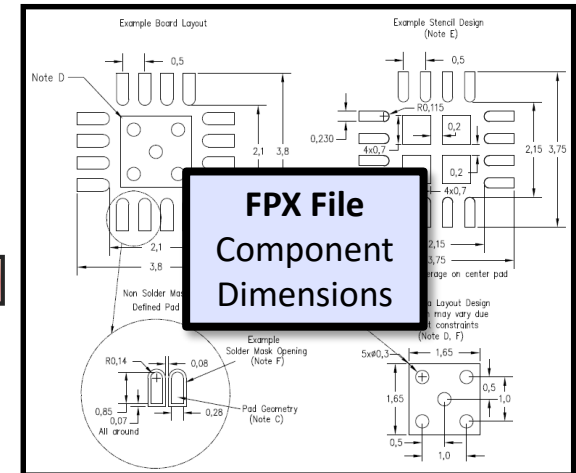 Example Board Layout
0,5
Note D
2,1 3,8
2,1
3,8
Example Stencil Design
(Note E)
0,5
R0,115
0,230
4x0,7
0,2
0,2
4x0,7
2,15 3,75
2,15
3,75
FPX File
Component
Dimensions
Non Solder
Defined Pad
Example
Solder Mask Opening
(Note F)
R0,14
0,08
0,85
0,07
All around
0,28
Pad Geometry
(Note C)
on center pad
Layout Design
may vary due
constraints
(Note D, F)
5xø0,3
1,65
1,65
0,5
1,0
0,5
1,0